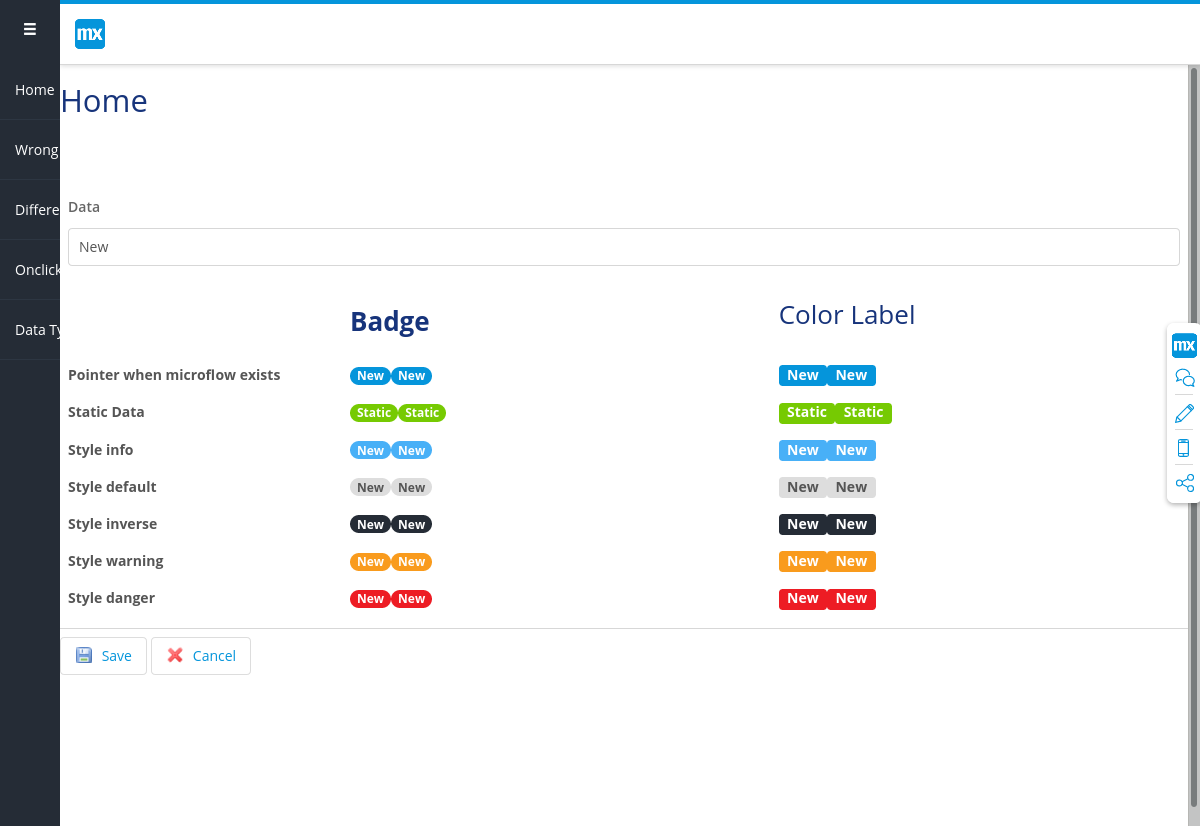 mx
Home
Home
Wrong
Differe
Onclick
Data Ty
Data
New
Badge
Color Label
Pointer when microflow exists New New New New
Static Data Static Static Static Static
Style info New New New New
Style default New New New New
Style inverse New New New New
Style warning New New New New
Style danger New New New New
Save Cancel
mx